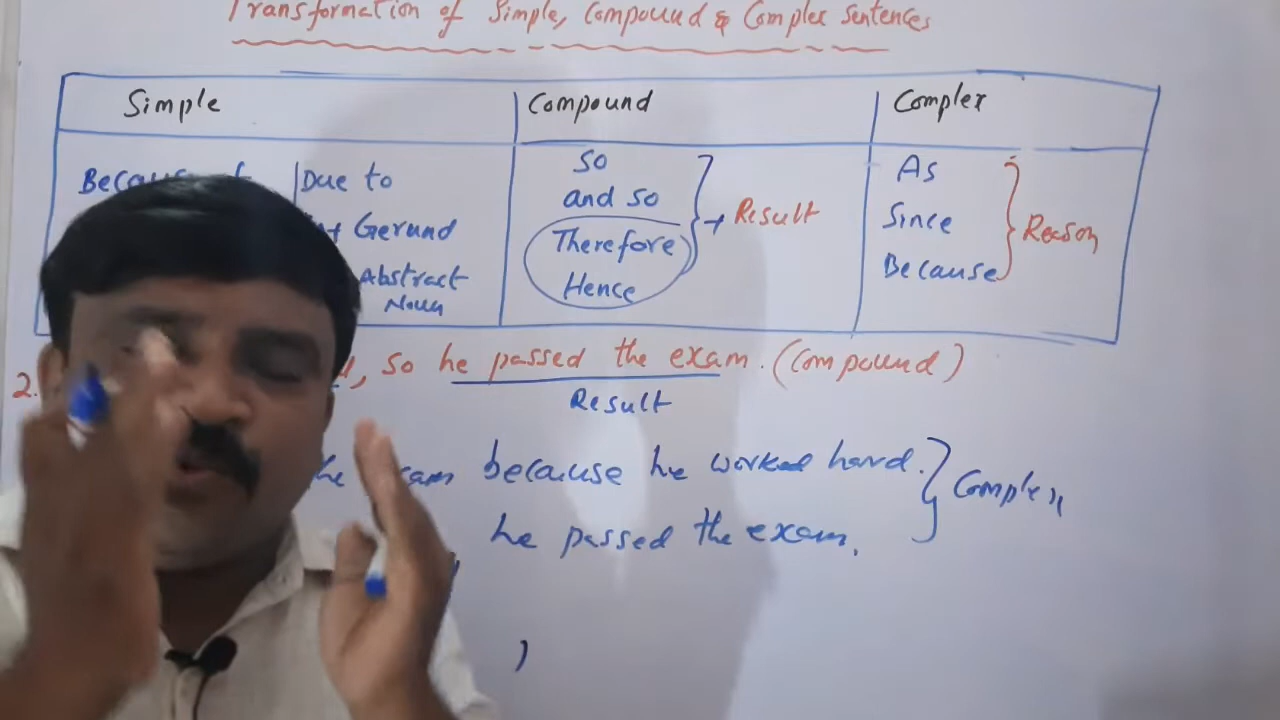 Transformation of Simple, Compound & Complex Sentences
Simple Compound Complex
Due to so As
Gerund and so Since
Abstract Noun Therefore Because
Hence
Result
Reason
2. , so he passed the exam. (Compound)
Result
because he worked hard. Complex
he passed the exam.